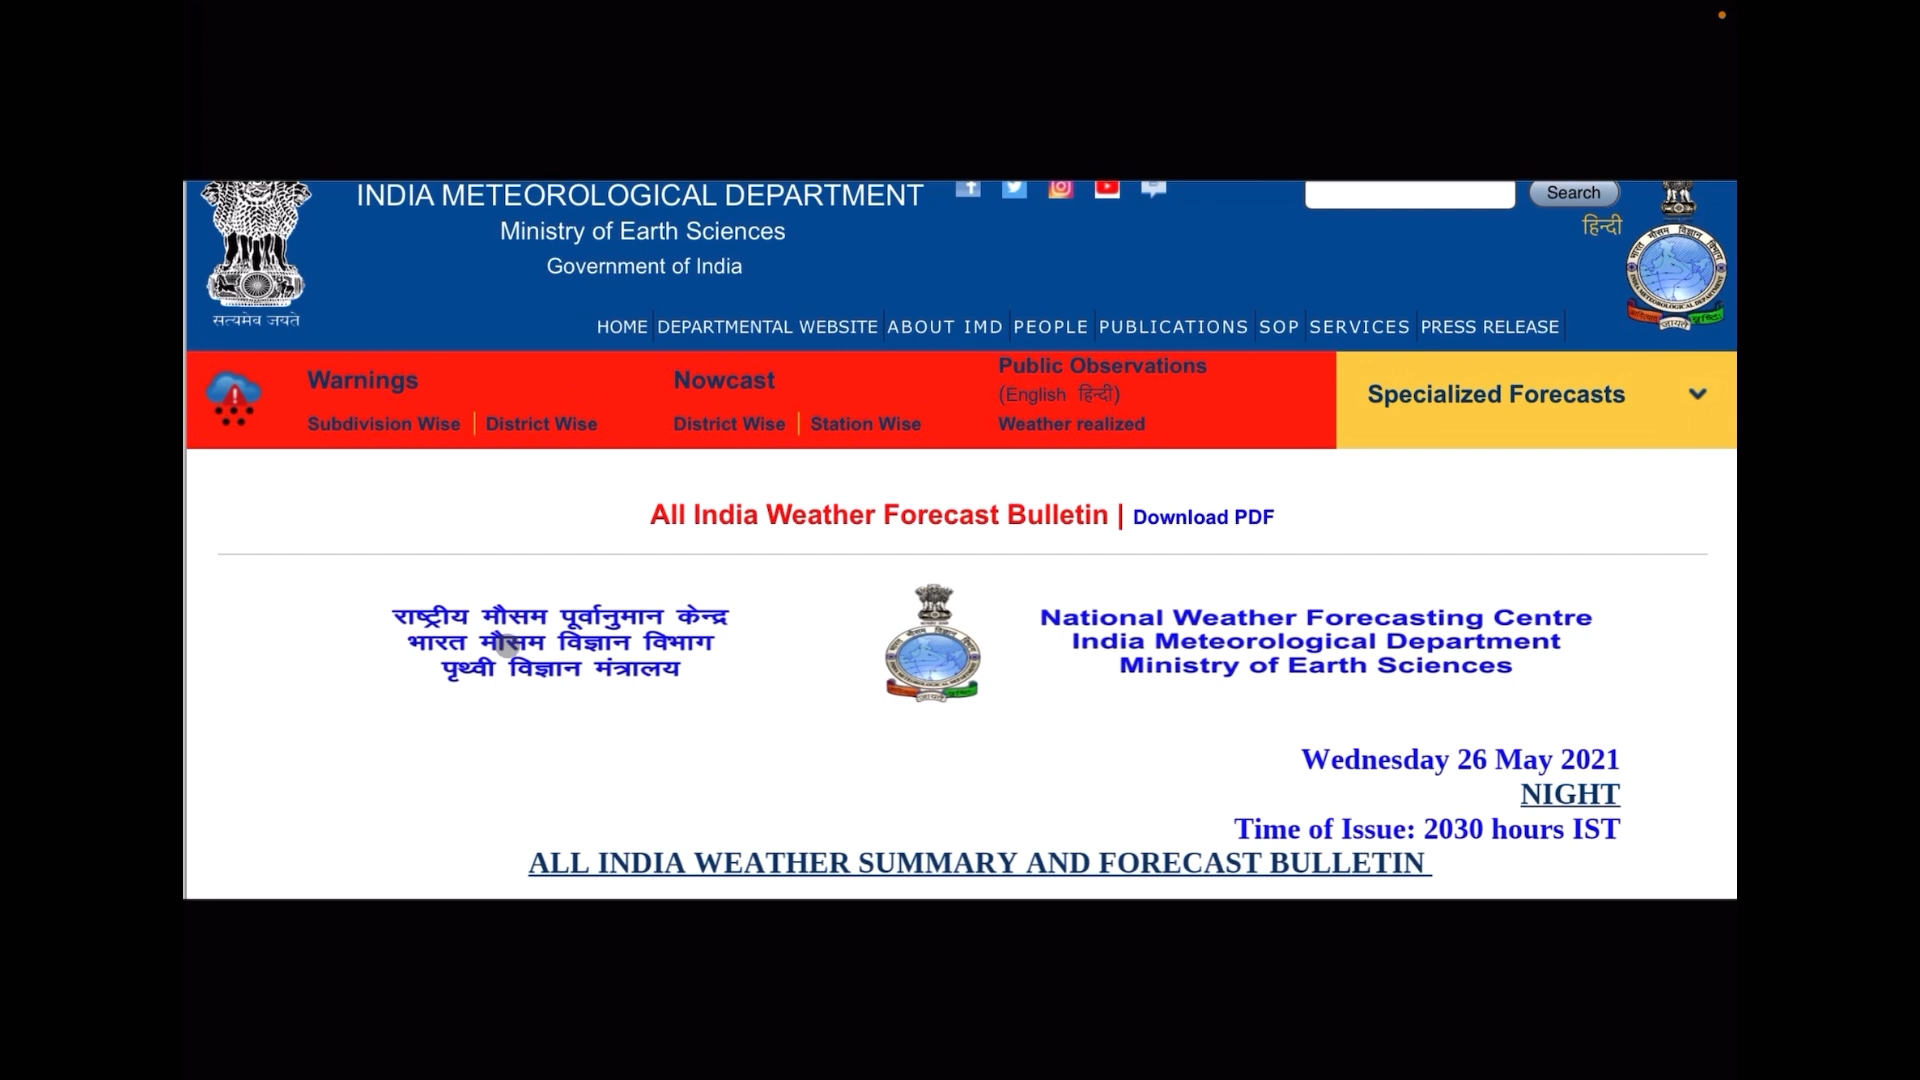 INDIA METEOROLOGICAL DEPARTMENT
Ministry of Earth Sciences
Government of India
सत्यमेव जयते
Search
हिन्दी
HOME DEPARTMENTAL WEBSITE ABOUT IMD PEOPLE PUBLICATIONS SOP SERVICES PRESS RELEASE
Warnings
Subdivision Wise District Wise
Nowcast
District Wise Station Wise
Public Observations
(English हिन्दी)
Weather realized
Specialized Forecasts
All India Weather Forecast Bulletin | Download PDF
राष्ट्रीय मौसम पूर्वानुमान केन्द्र
भारत मौसम विज्ञान विभाग
पृथ्वी विज्ञान मंत्रालय
National Weather Forecasting Centre
India Meteorological Department
Ministry of Earth Sciences
Wednesday 26 May 2021
NIGHT
Time of Issue: 2030 hours IST
ALL INDIA WEATHER SUMMARY AND FORECAST BULLETIN